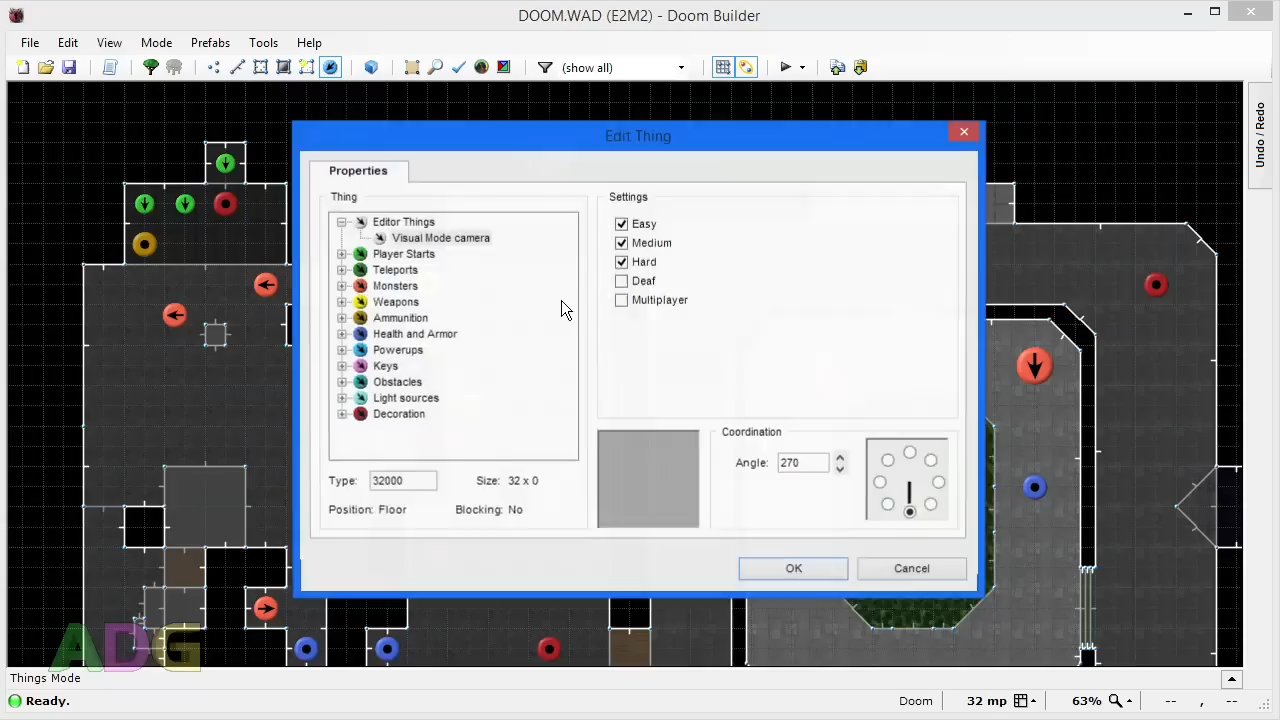 DOOM.WAD (E2M2) - Doom Builder
File Edit View Mode Prefabs Tools Help
(show all)
Undo / Redo
Edit Thing
Properties
Thing
Editor Things
Visual Mode camera
Player Starts
Teleports
Monsters
Weapons
Ammunition
Health and Armor
Powerups
Keys
Obstacles
Light sources
Decoration
Type: 32000 Size: 32 x 0
Position: Floor Blocking: No
Settings
Easy
Medium
Hard
Deaf
Multiplayer
Coordination
Angle: 270
OK Cancel
ADG
Things Mode
Ready. Doom 32 mp 63% -- , --